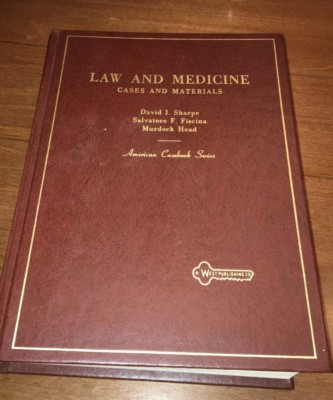 LAW AND MEDICINE
CASES AND MATERIALS
David J. Sharpe
Salvatore F. Fiscina
Murdock Head
American Casebook Series
WEST PUBLISHING CO